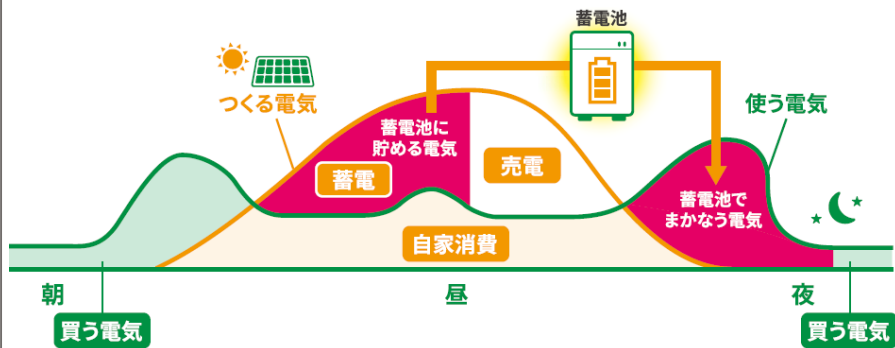 蓄電池
つくる電気
使う電気
蓄電池に
貯める電気
蓄電
売電
蓄電池で
まかなう電気
自家消費
朝
昼
夜
買う電気
買う電気